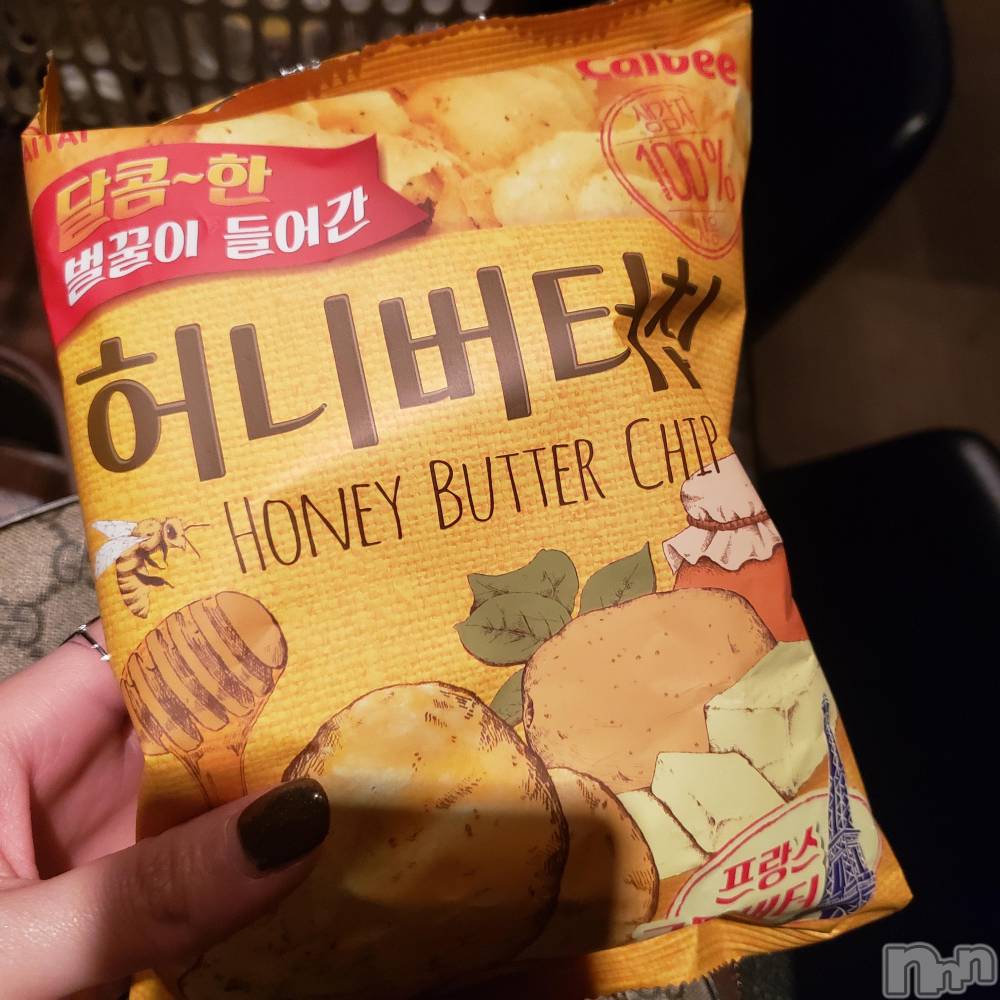 Calbee
생감자
100%
달콤~한
벌꿀이 들어간
허니버터칩
HONEY BUTTER CHIP
프랑스
nnn